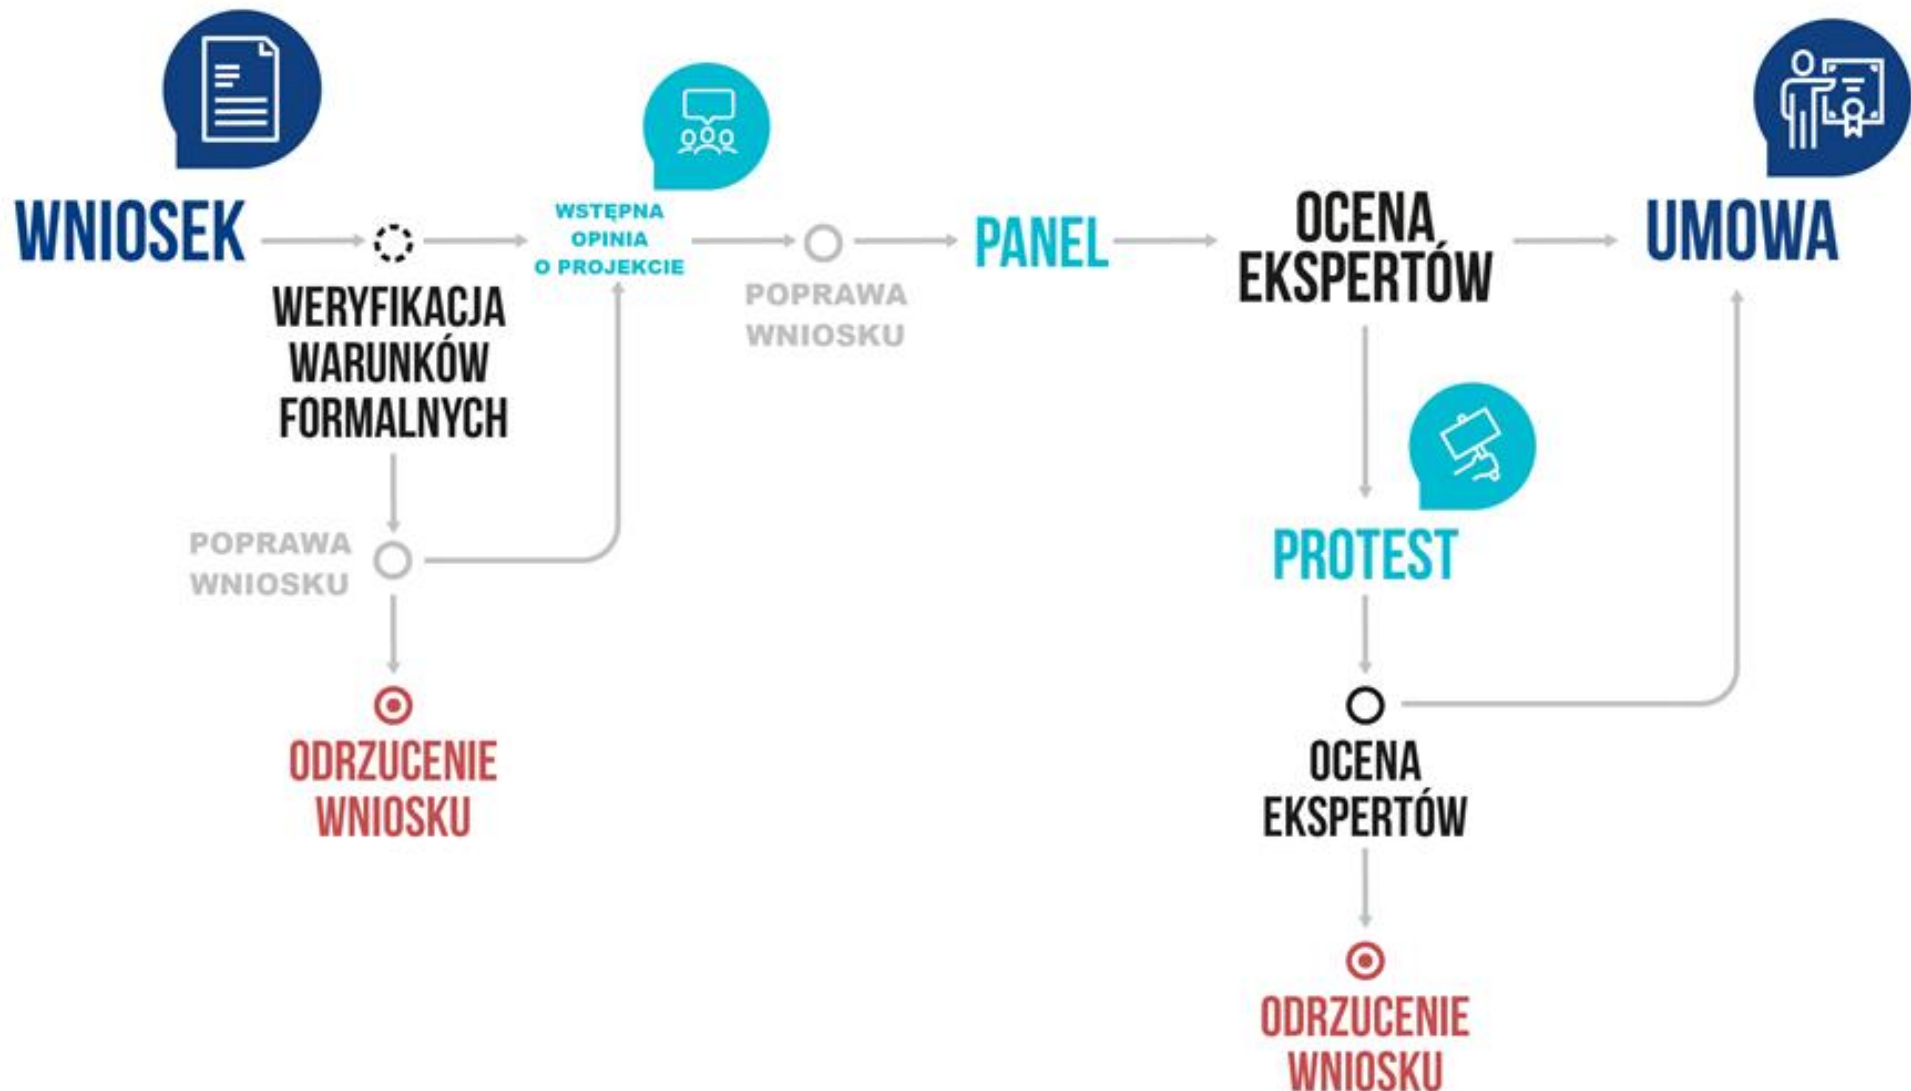 WNIOSEK
WERYFIKACJA
WARUNKÓW
FORMALNYCH
POPRAWA
WNIOSKU
ODRZUCENIE
WNIOSKU
WSTĘPNA
OPINIA
O PROJEKCIE
POPRAWA
WNIOSKU
PANEL
OCENA
EKSPERTÓW
PROTEST
OCENA
EKSPERTÓW
ODRZUCENIE
WNIOSKU
UMOWA